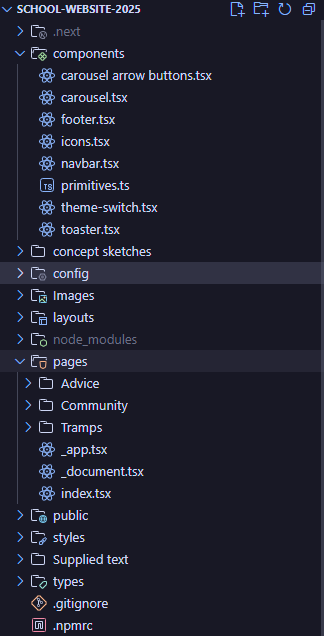 SCHOOL-WEBSITE-2025
.next
components
carousel arrow buttons.tsx
carousel.tsx
footer.tsx
icons.tsx
navbar.tsx
TS primitives.ts
theme-switch.tsx
toaster.tsx
concept sketches
config
Images
layouts
node_modules
pages
Advice
Community
Tramps
_app.tsx
_document.tsx
index.tsx
public
styles
Supplied text
types
.gitignore
.npmrc